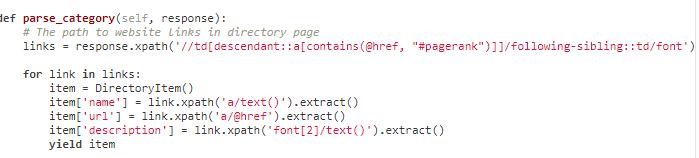 def parse_category(self, response):
    # The path to website links in directory page
    links = response.xpath('//td[descendant::a[contains(@href, "#pagerank")]]/following-sibling::td/font')

    for link in links:
        item = DirectoryItem()
        item['name'] = link.xpath('a/text()').extract()
        item['url'] = link.xpath('a/@href').extract()
        item['description'] = link.xpath('font[2]/text()').extract()
        yield item